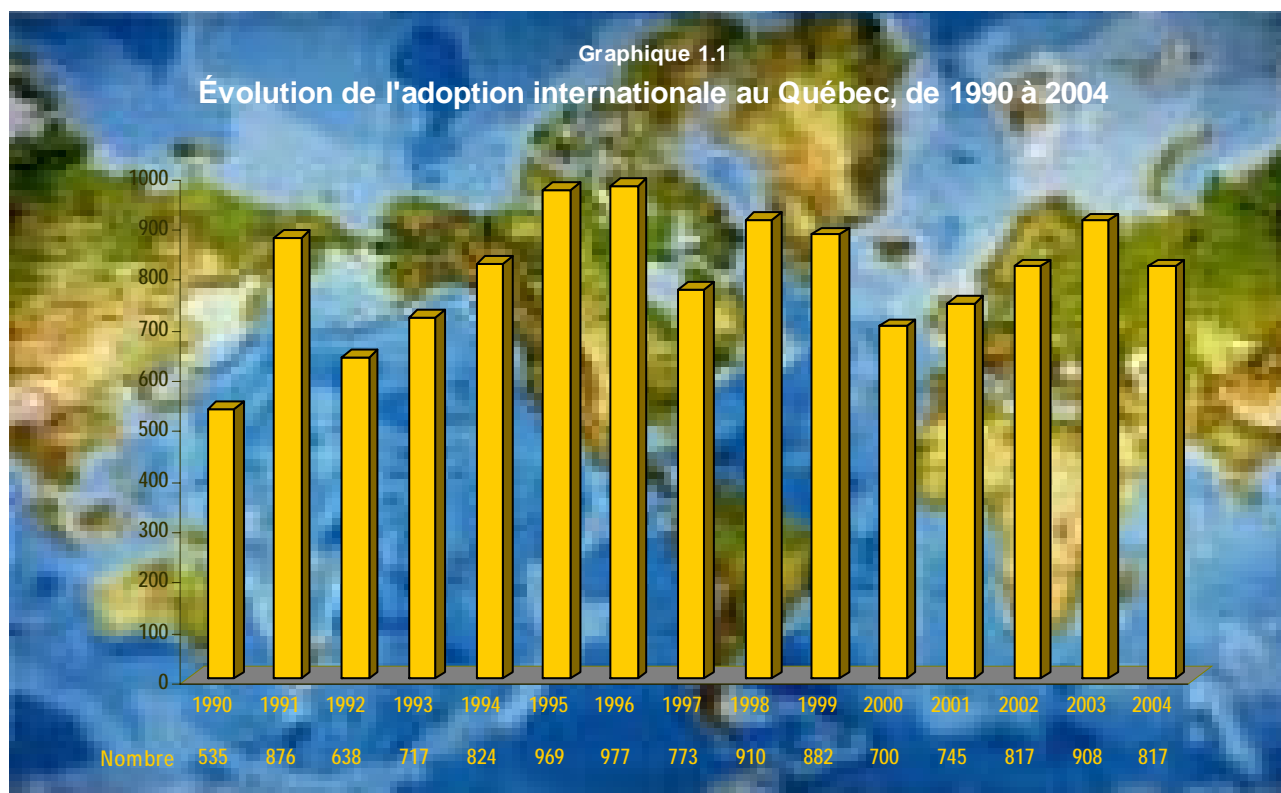 Graphique 1.1
Évolution de l'adoption internationale au Québec, de 1990 à 2004
1000
900
800
700
600
500
400
300
200
100
0
1990 1991 1992 1993 1994 1995 1996 1997 1998 1999 2000 2001 2002 2003 2004
Nombre 535 876 638 717 824 969 977 773 910 882 700 745 817 908 817